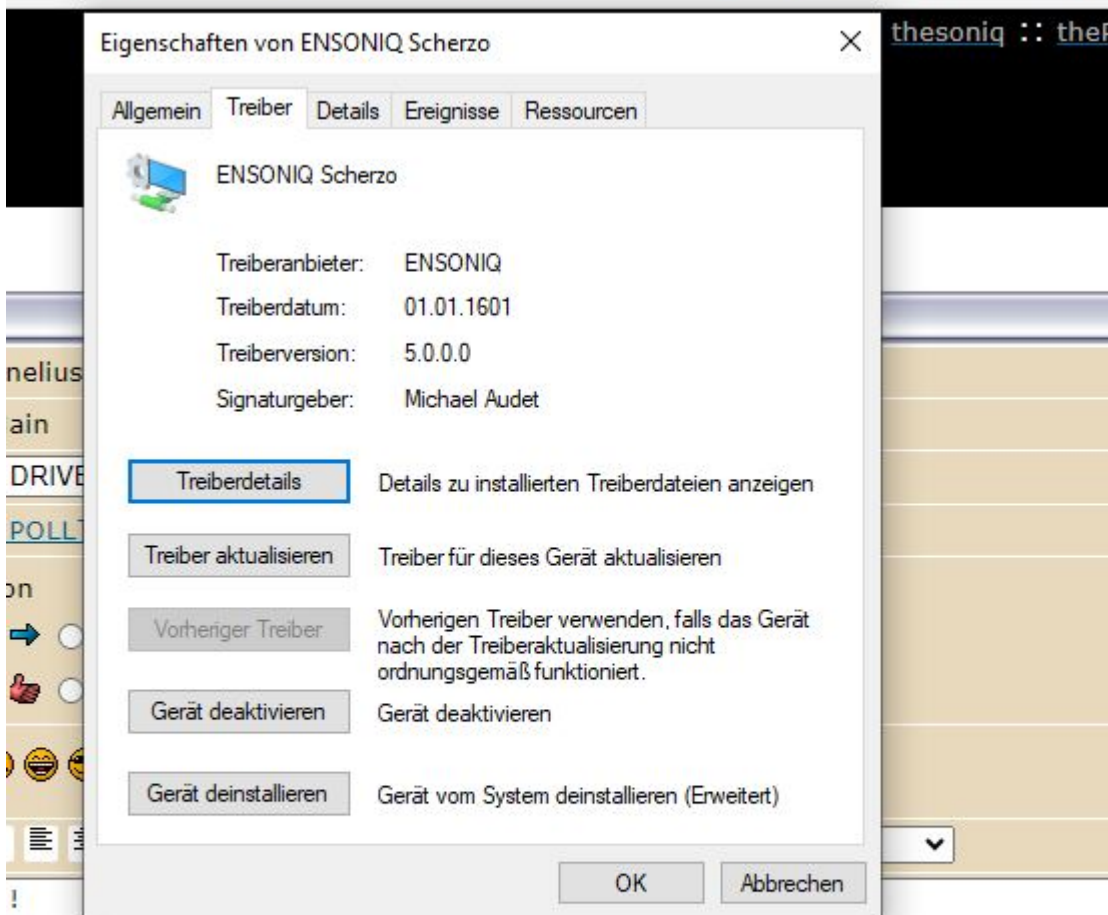 thesoniq :: theP
Eigenschaften von ENSONIQ Scherzo
Allgemein Treiber Details Ereignisse Ressourcen
ENSONIQ Scherzo
Treiberanbieter: ENSONIQ
Treiberdatum: 01.01.1601
Treiberversion: 5.0.0.0
Signaturgeber: Michael Audet
nelius
ain
DRIVE
POLLT
on
Treiberdetails Details zu installierten Treiberdateien anzeigen
Treiber aktualisieren Treiber für dieses Gerät aktualisieren
Vorheriger Treiber Vorherigen Treiber verwenden, falls das Gerät
nach der Treiberaktualisierung nicht
ordnungsgemäß funktioniert.
Gerät deaktivieren Gerät deaktivieren
Gerät deinstallieren Gerät vom System deinstallieren (Erweitert)
OK Abbrechen
!